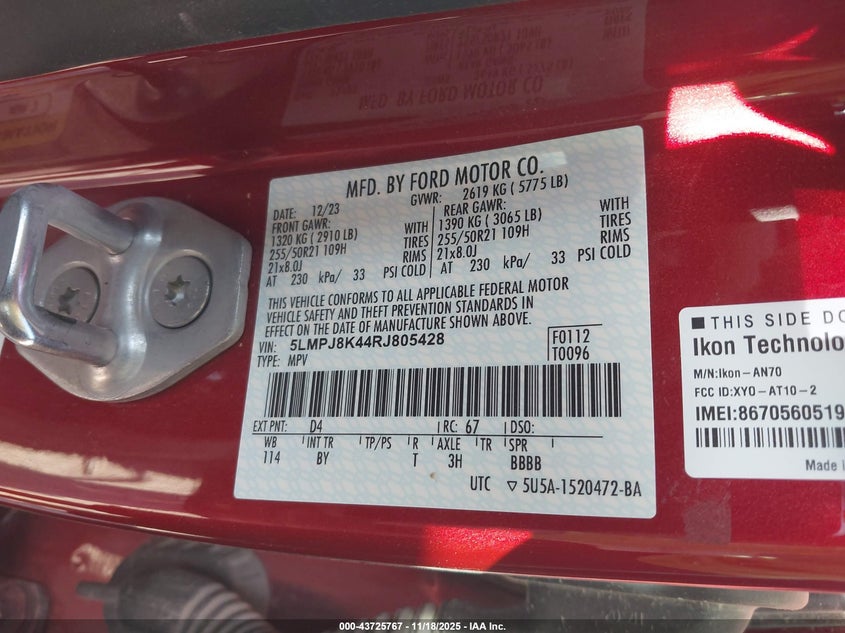 MFD. BY FORD MOTOR CO.
DATE: 12/23
GVWR: 2619 KG ( 5775 LB)
FRONT GAWR:
1320 KG ( 2910 LB)
WITH
255/50R21 109H
TIRES
21x8.0J
RIMS
AT 230 kPa/ 33 PSI COLD
REAR GAWR:
1390 KG ( 3065 LB)
WITH
255/50R21 109H
TIRES
21x8.0J
RIMS
AT 230 kPa/ 33 PSI COLD
THIS VEHICLE CONFORMS TO ALL APPLICABLE FEDERAL MOTOR
VEHICLE SAFETY AND THEFT PREVENTION STANDARDS IN
EFFECT ON THE DATE OF MANUFACTURE SHOWN ABOVE.
VIN: 5LMPJ8K44RJ805428
TYPE: MPV
F0112
T0096
EXT PNT: D4 RC: 67 DSO:
WB INT TR TP/PS R AXLE TR SPR
114 BY T 3H BBBB
UTC ▽ 5U5A-1520472-BA
■ THIS SIDE DO
Ikon Technolo
M/N:Ikon-AN70
FCC ID:XYO-AT10-2
IMEI:8670560519
Made i
MFD. BY FORD MOTOR CO.
000-43725767 | 11/18/2025 - IAA Inc.